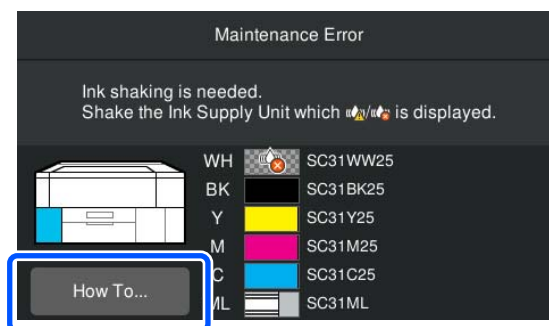 Maintenance Error
Ink shaking is needed.
Shake the Ink Supply Unit which / is displayed.
WH SC31WW25
BK SC31BK25
Y SC31Y25
M SC31M25
C SC31C25
ML SC31ML
How To...